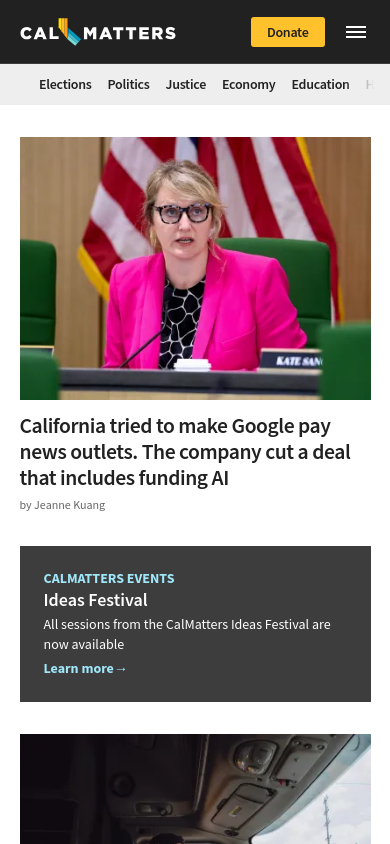 CALMATTERS
Donate
Elections Politics Justice Economy Education H
KATE SAN
California tried to make Google pay
news outlets. The company cut a deal
that includes funding AI
by Jeanne Kuang
CALMATTERS EVENTS
Ideas Festival
All sessions from the CalMatters Ideas Festival are
now available
Learn more→